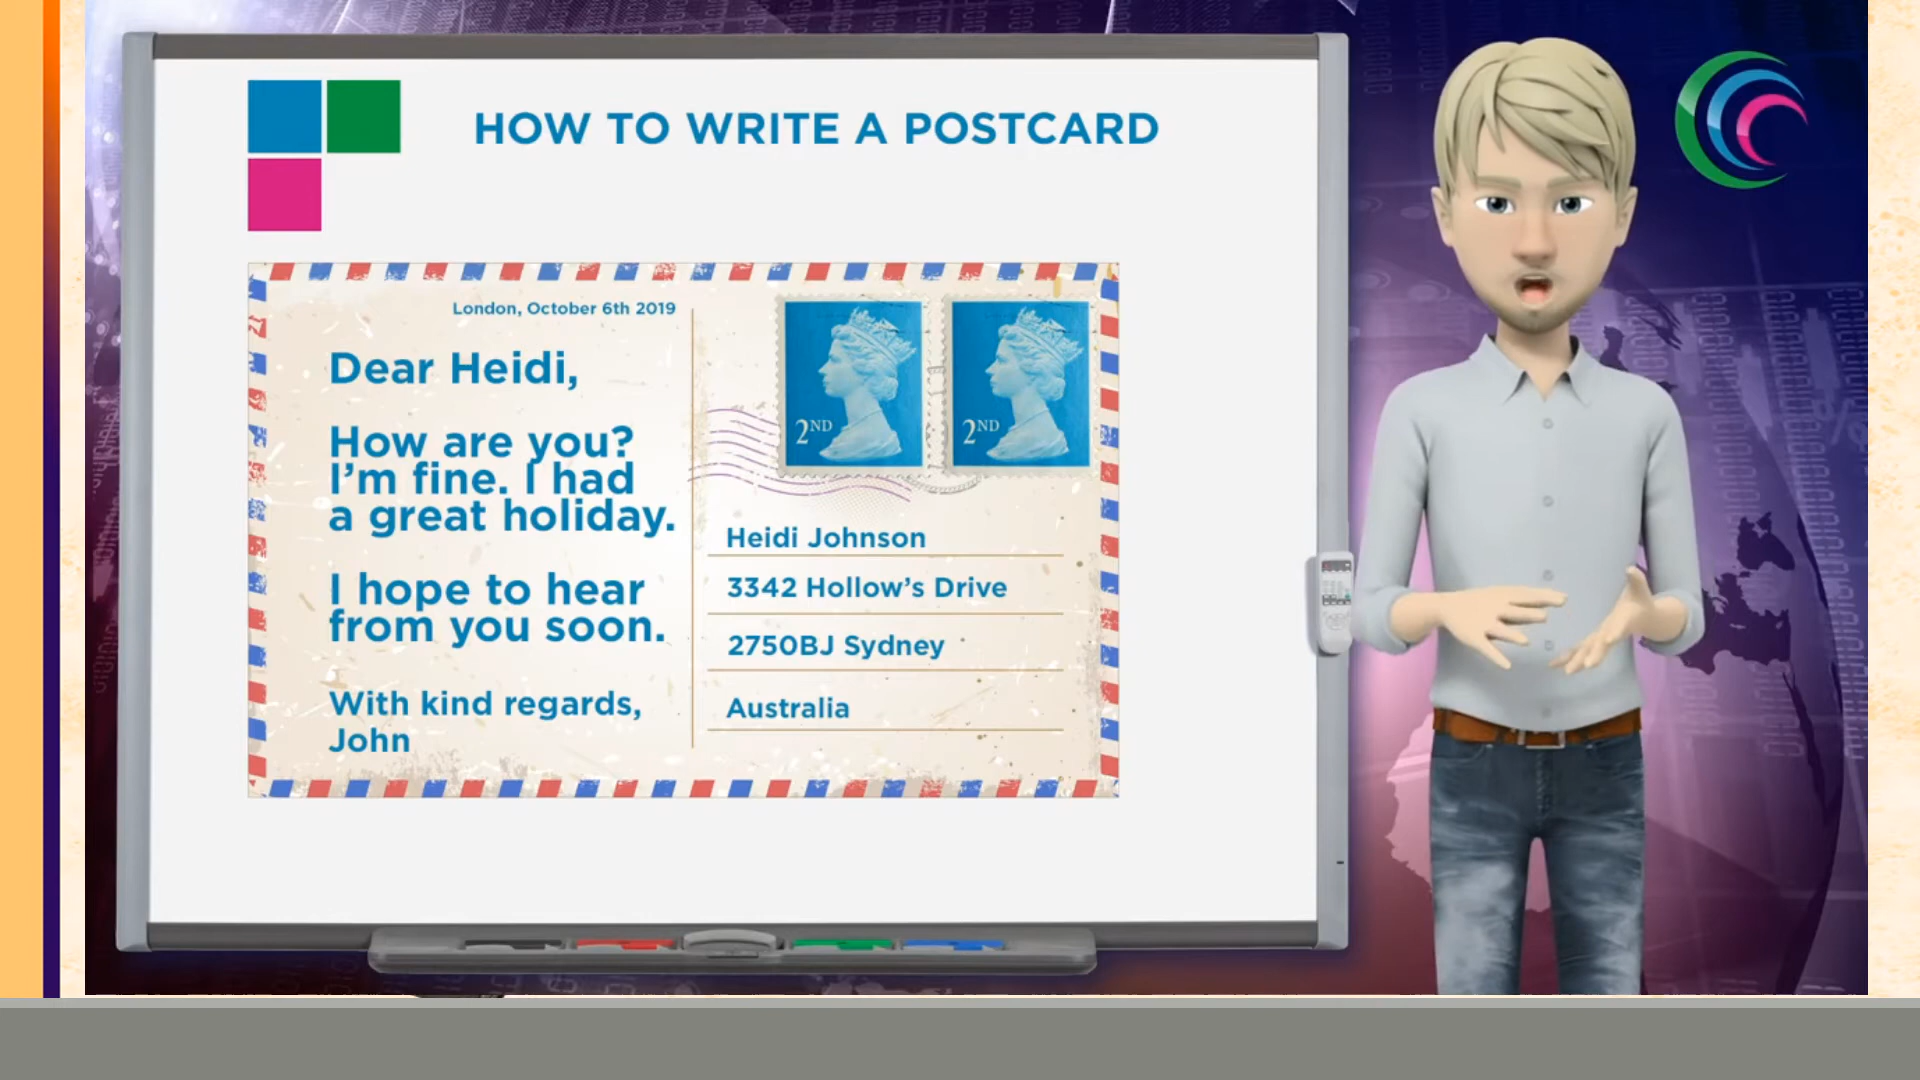 HOW TO WRITE A POSTCARD
London, October 6th 2019
Dear Heidi,
How are you?
I'm fine. I had
a great holiday.
I hope to hear
from you soon.
With kind regards,
John
2ND
2ND
Heidi Johnson
3342 Hollow's Drive
2750BJ Sydney
Australia